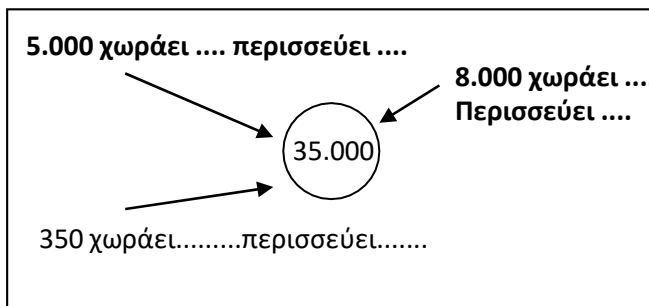 5.000 χωράει .... περισσεύει ....
8.000 χωράει ....
Περισσεύει ....
35.000
350 χωράει.........περισσεύει.......